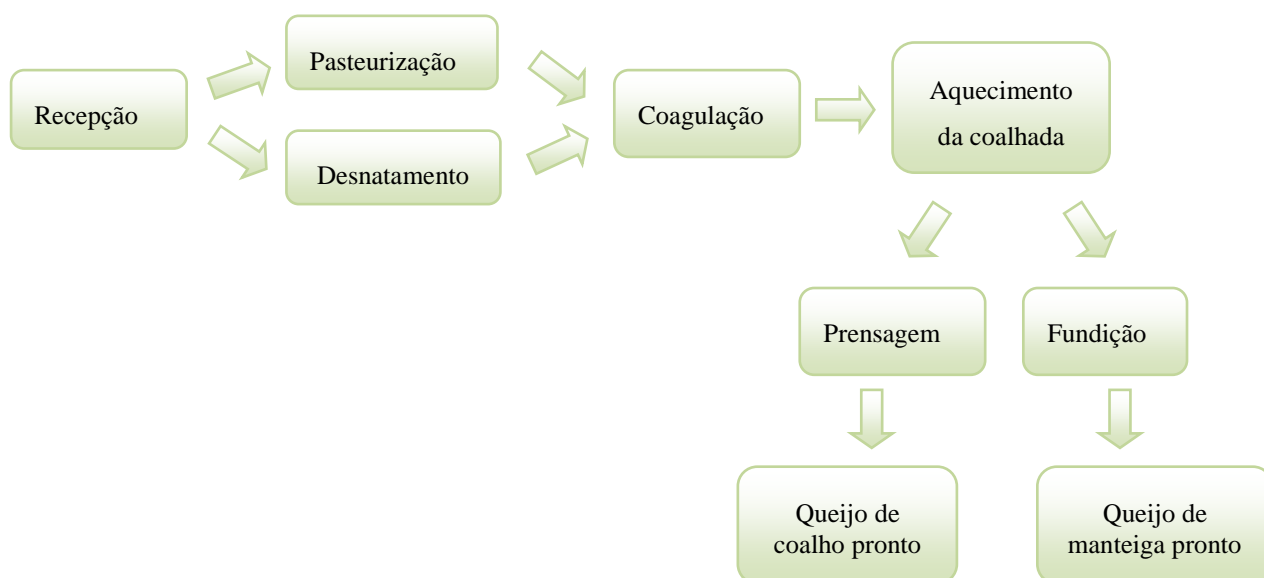 Recepção
Pasteurização
Desnatamento
Coagulação
Aquecimento
da coalhada
Prensagem
Fundição
Queijo de
coalho pronto
Queijo de
manteiga pronto